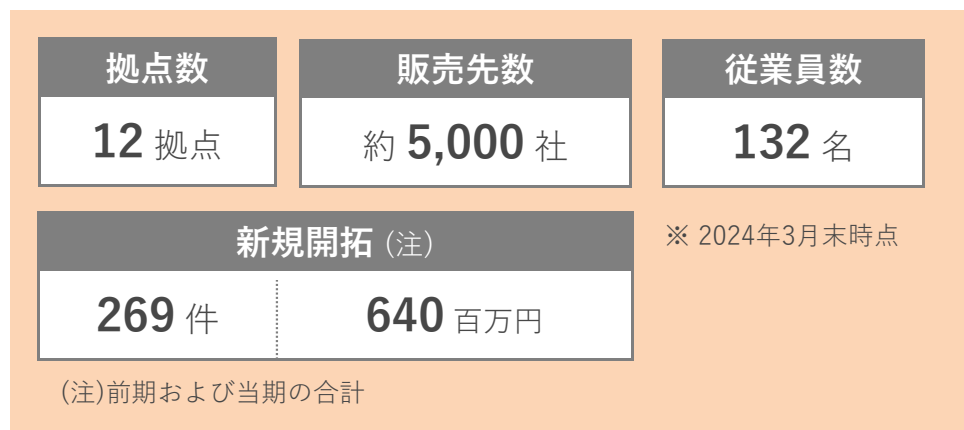 拠点数
12 拠点
販売先数
約 5,000 社
従業員数
132 名
新規開拓 (注)
269 件
640 百万円
※ 2024年3月末時点
(注)前期および当期の合計